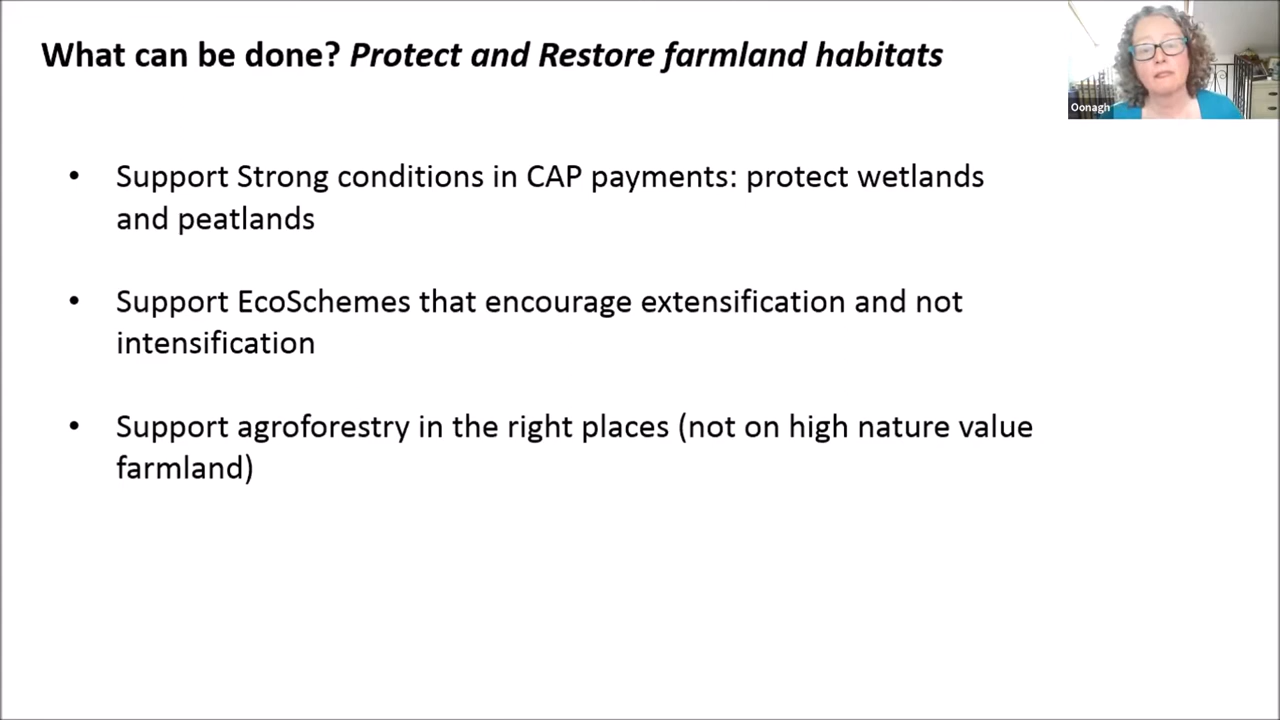 What can be done? Protect and Restore farmland habitats
Oonagh
• Support Strong conditions in CAP payments: protect wetlands
and peatlands
• Support EcoSchemes that encourage extensification and not
intensification
• Support agroforestry in the right places (not on high nature value
farmland)